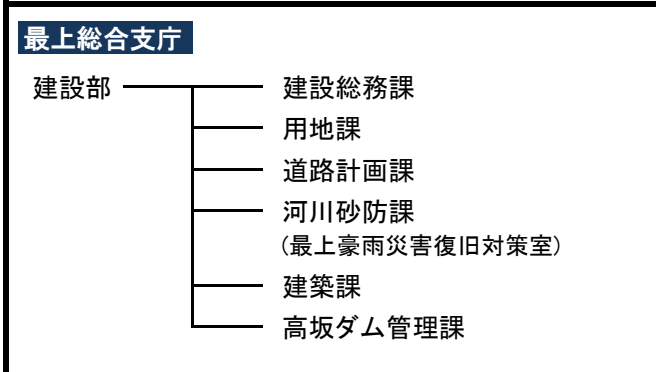 最上総合支庁
建設部 建設総務課
用地課
道路計画課
河川砂防課
(最上豪雨災害復旧対策室)
建築課
高坂ダム管理課